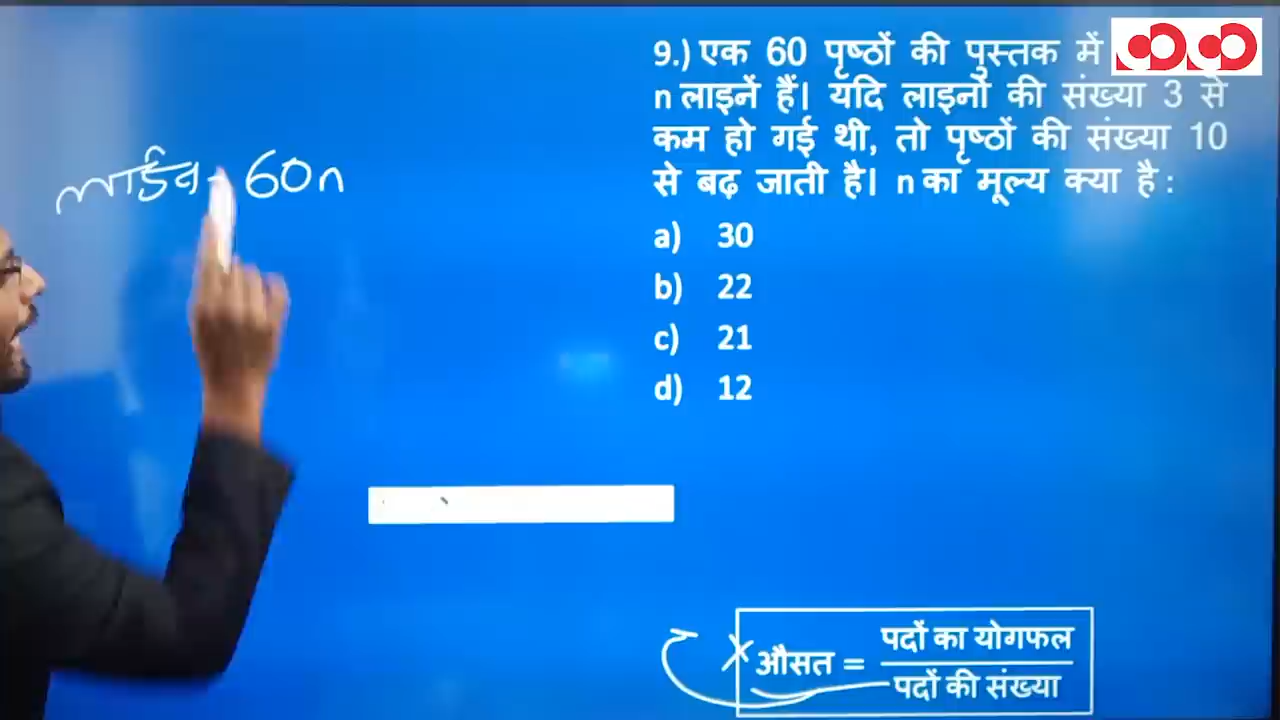 9.) एक 60 पृष्ठों की पुस्तक में
n लाइनें हैं। यदि लाइनों की संख्या 3 से
कम हो गई थी, तो पृष्ठों की संख्या 10
से बढ़ जाती है। n का मूल्य क्या है :
a) 30
b) 22
c) 21
d) 12
लाईन 60n
औसत = पदों का योगफल
पदों की संख्या